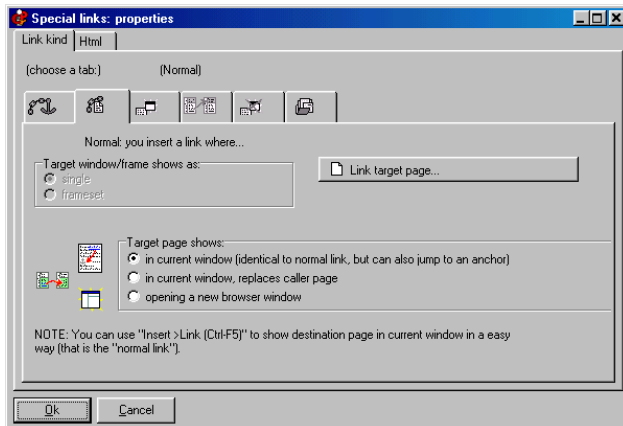 Special links: properties
Link kind Html
(choose a tab:) (Normal)
Normal: you insert a link where...
Target window/frame shows as:
single
frameset
Link target page...
Target page shows:
in current window (identical to normal link, but can also jump to an anchor)
in current window, replaces caller page
opening a new browser window
NOTE: You can use "Insert >Link (Ctrl-F5)" to show destination page in current window in a easy
way (that is the "normal link").
Ok Cancel